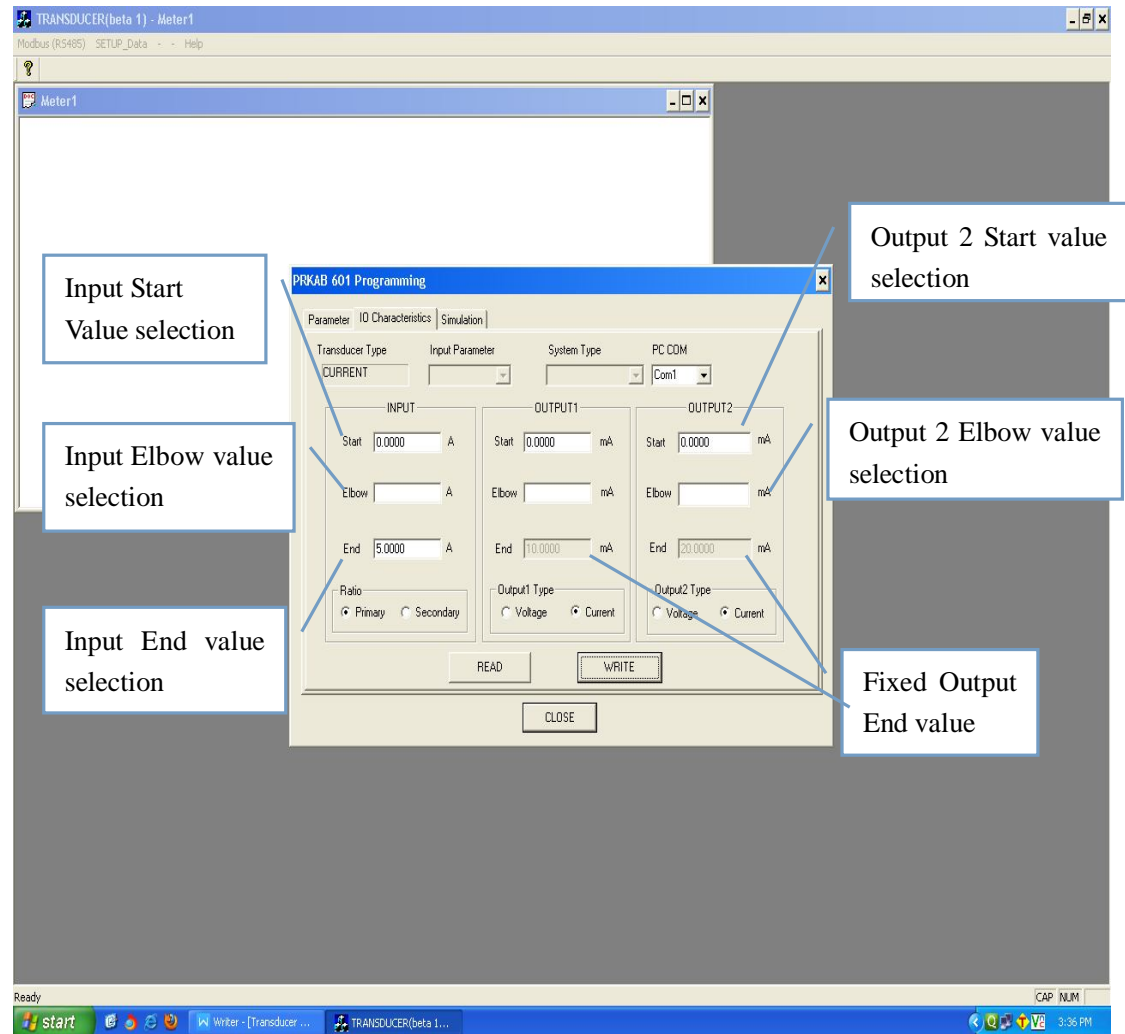 TRANSDUCER(beta 1) - Meter1
Modbus (RS485) SETUP_Data - - Help
Meter1
Output 2 Start value
selection
Input Start
Value selection
PRKAB 601 Programming
Parameter IO Characteristics Simulation
Transducer Type Input Parameter System Type PC COM
CURRENT Com1
INPUT OUTPUT1 OUTPUT2
Start 0.0000 A Start 0.0000 mA Start 0.0000 mA
Output 2 Elbow value
selection
Input Elbow value
selection
Elbow A Elbow mA Elbow mA
End 5.0000 A End 10.0000 mA End 20.0000 mA
Ratio Output1 Type Output2 Type
Primary Secondary Voltage Current Voltage Current
Input End value
selection
READ WRITE
Fixed Output
End value
CLOSE
Ready CAP NUM
start Writer - [Transducer ... TRANSDUCER(beta 1... 3:36 PM